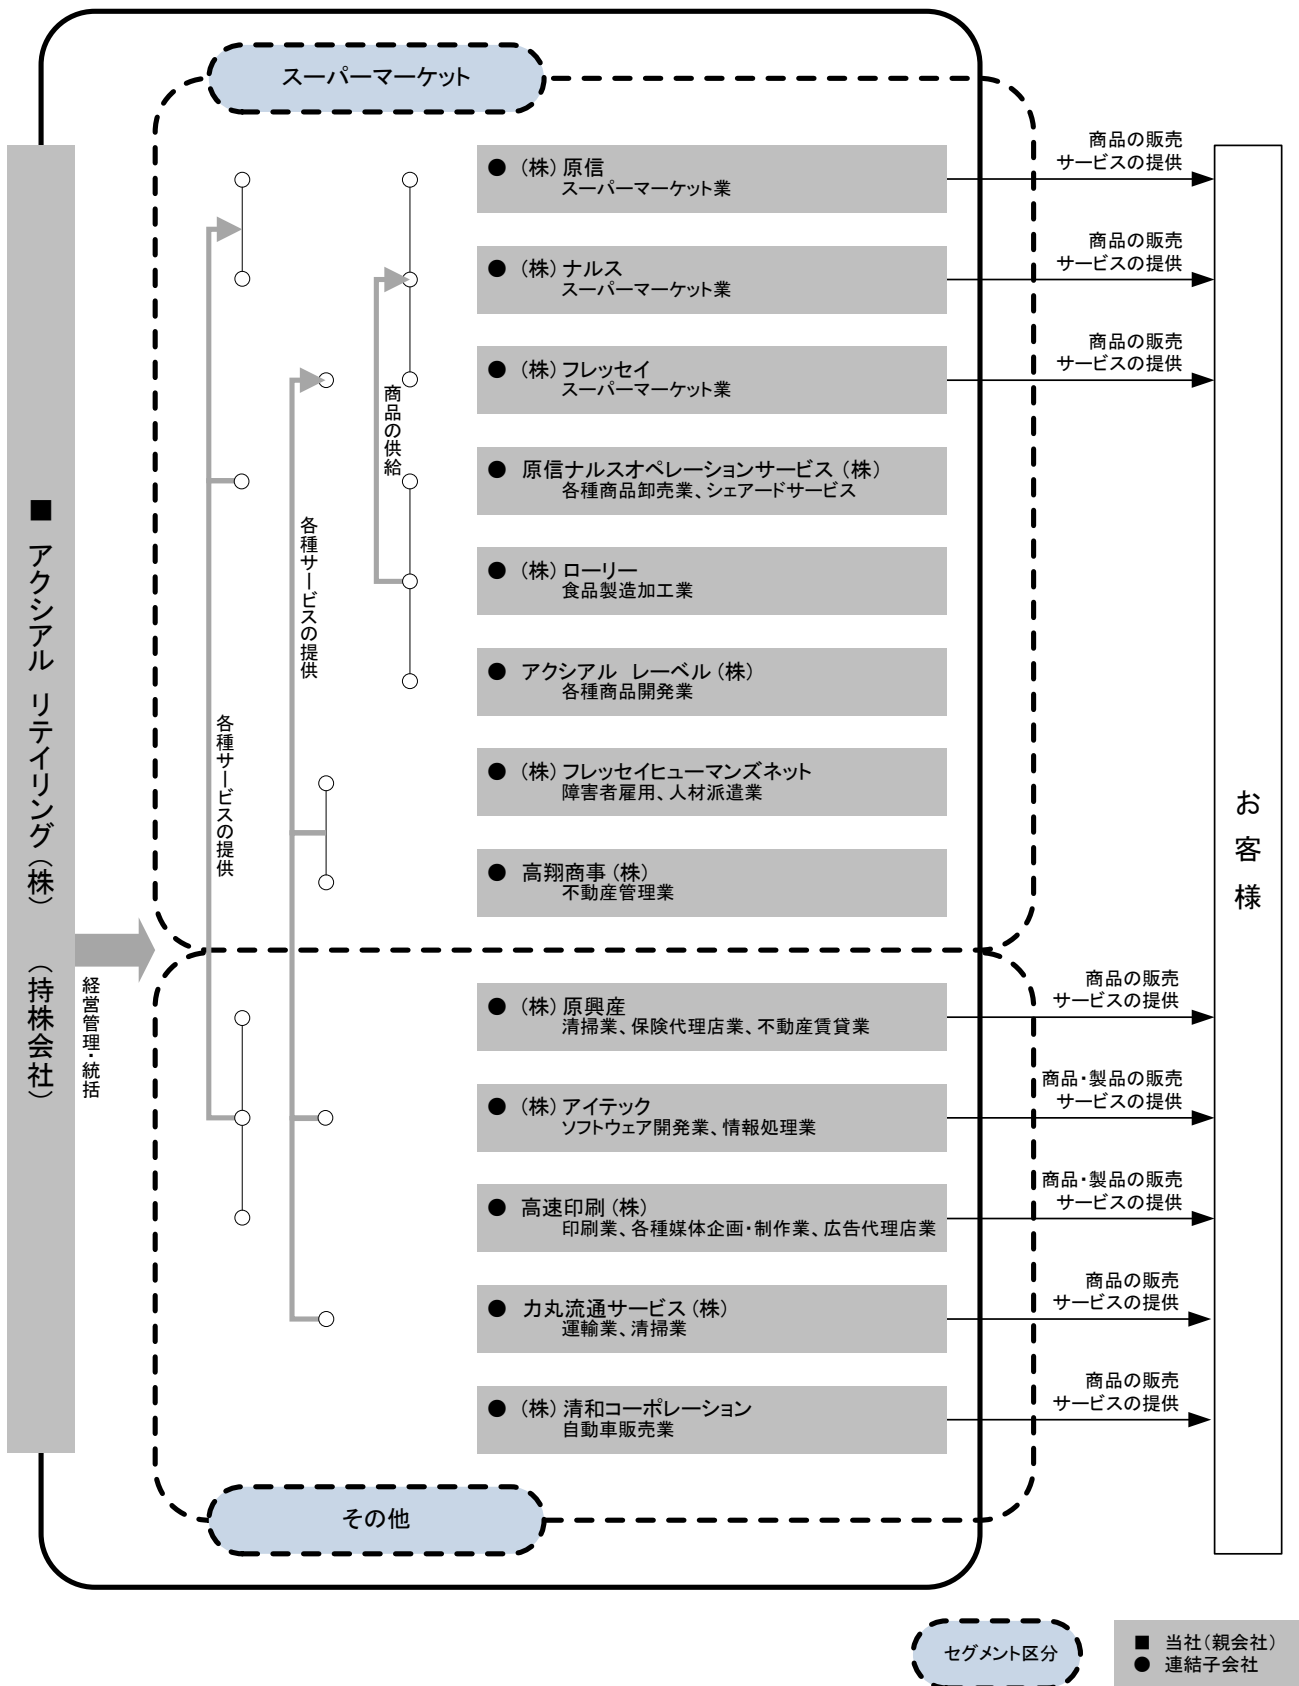 スーパーマーケット
■ アクシアル リテイリング(株) (持株会社)
経営管理・統括
各種サービスの提供
各種サービスの提供
商品の供給
● (株)原信
スーパーマーケット業
商品の販売
サービスの提供
● (株)ナルス
スーパーマーケット業
商品の販売
サービスの提供
● (株)フレッセイ
スーパーマーケット業
商品の販売
サービスの提供
● 原信ナルスオペレーションサービス(株)
各種商品卸売業、シェアードサービス
● (株)ローリー
食品製造加工業
● アクシアル レーベル(株)
各種商品開発業
● (株)フレッセイヒューマンズネット
障害者雇用、人材派遣業
● 高翔商事(株)
不動産管理業
● (株)原興産
清掃業、保険代理店業、不動産賃貸業
商品の販売
サービスの提供
● (株)アイテック
ソフトウェア開発業、情報処理業
商品・製品の販売
サービスの提供
● 高速印刷(株)
印刷業、各種媒体企画・制作業、広告代理店業
商品・製品の販売
サービスの提供
● 力丸流通サービス(株)
運輸業、清掃業
商品の販売
サービスの提供
● (株)清和コーポレーション
自動車販売業
商品の販売
サービスの提供
お客様
その他
セグメント区分
■ 当社(親会社)
● 連結子会社